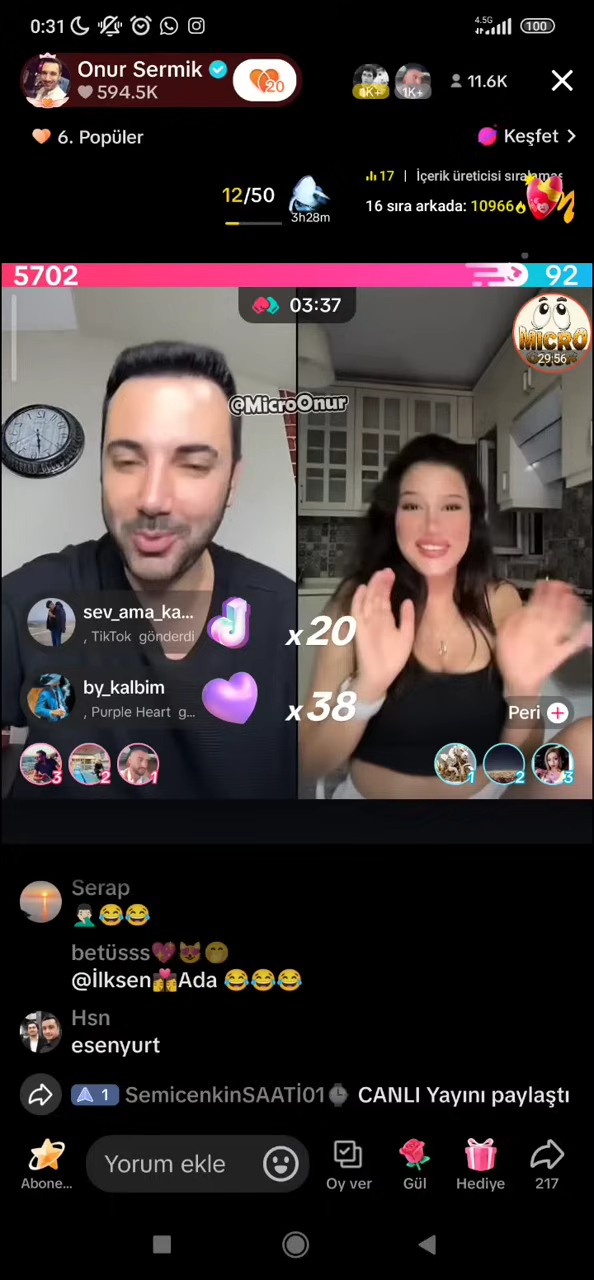 0:31
4.5G
100
Onur Sermik
594.5K
20
1K+
1K+
11.6K
6. Popüler
Keşfet
12/50
3h28m
17 | İçerik üreticisi sıralaması
16 sıra arkada: 10966
5702
92
03:37
MICRO
29:56
@MicroOnur
sev_ama_ka...
, TikTok gönderdi
x20
by_kalbim
, Purple Heart g...
x38
Peri
3
2
1
1
2
3
Serap
🤦🏻‍♂️😂😂
betüsss💖😻🤭
@İlksen👩‍❤️‍👩Ada 😂😂😂
Hsn
esenyurt
1 SemicenkinSAATİ01⌚ CANLI Yayını paylaştı
Abone...
Yorum ekle
Oy ver
Gül
Hediye
217